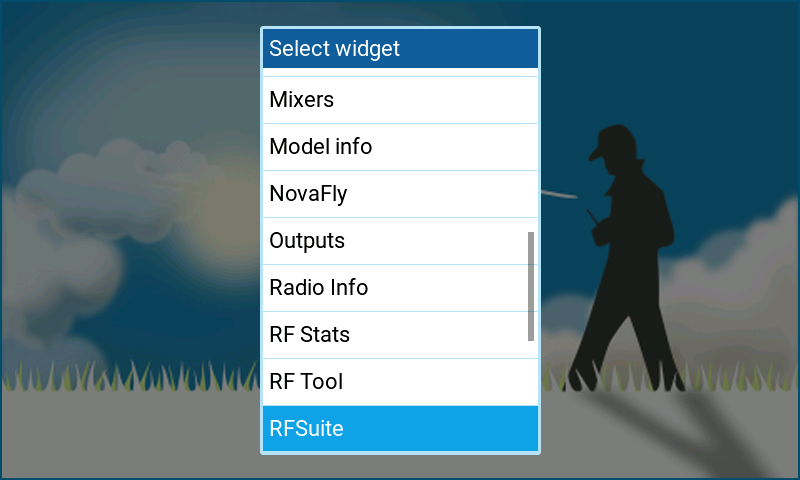 Select widget
Mixers
Model info
NovaFly
Outputs
Radio Info
RF Stats
RF Tool
RFSuite